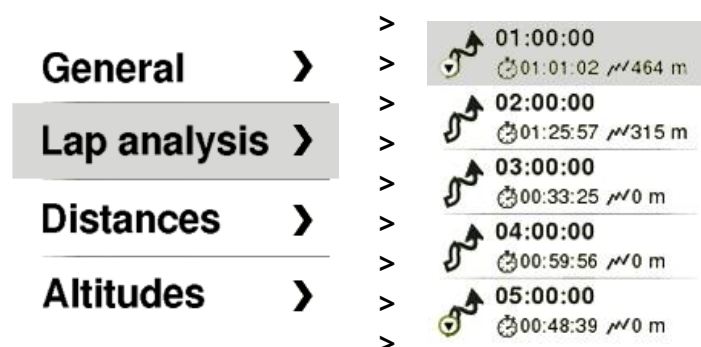 General ❯
Lap analysis ❯
Distances ❯
Altitudes ❯
>
>
>
>
>
>
>
>
>
01:00:00
01:01:02 464 m
02:00:00
01:25:57 315 m
03:00:00
00:33:25 0 m
04:00:00
00:59:56 0 m
05:00:00
00:48:39 0 m